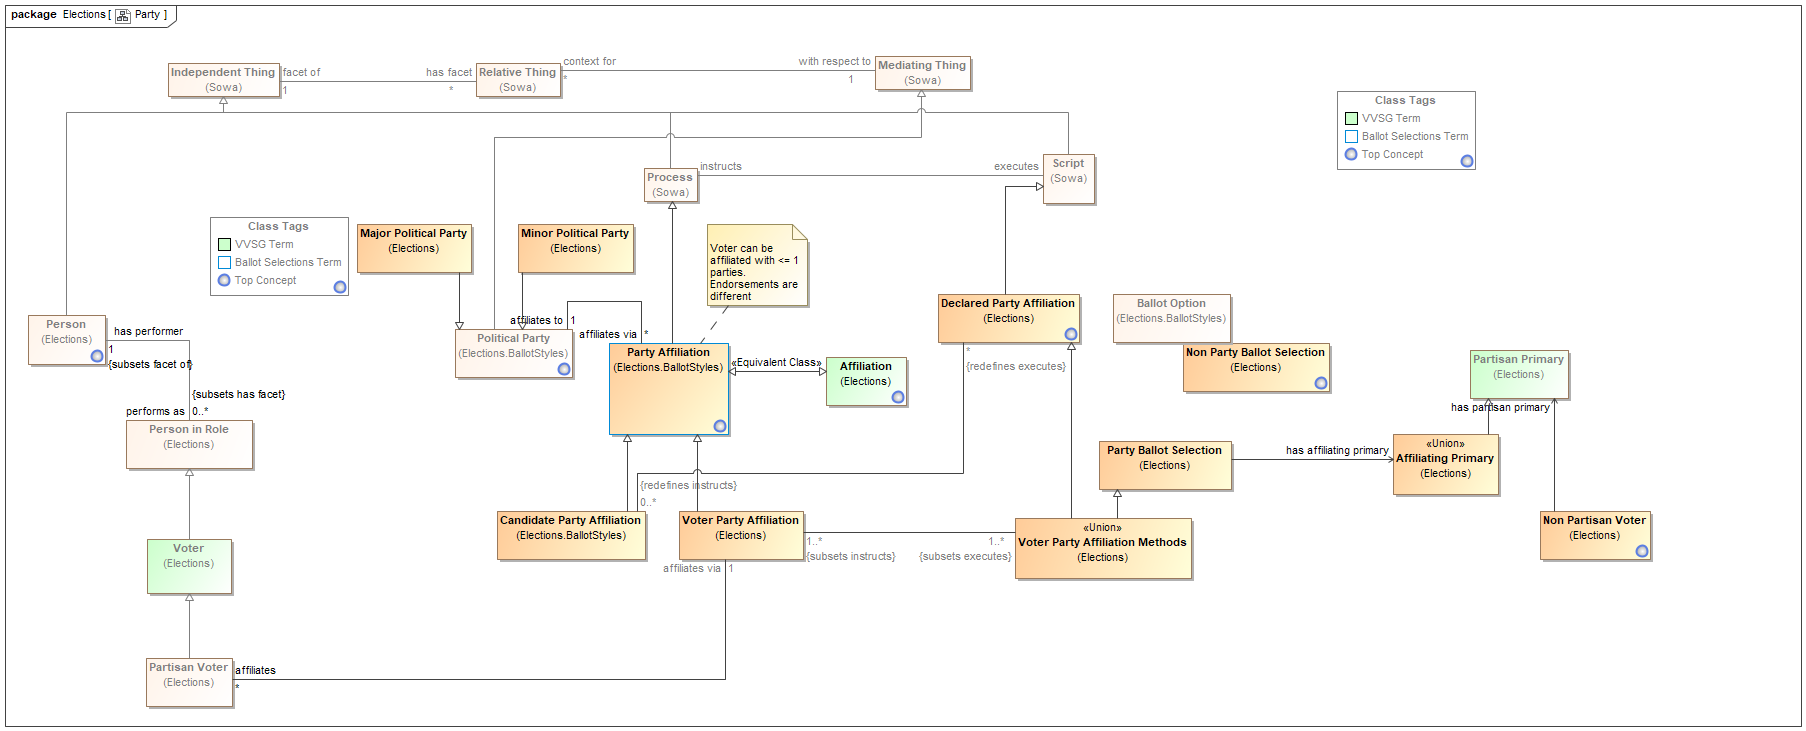 package Elections [ Party ]
Independent Thing
(Sowa)
facet of
1
has facet
*
Relative Thing
(Sowa)
context for
*
with respect to
1
Mediating Thing
(Sowa)
Class Tags
VVSG Term
Ballot Selections Term
Top Concept
Process
(Sowa)
instructs
executes
Script
(Sowa)
Class Tags
VVSG Term
Ballot Selections Term
Top Concept
Major Political Party
(Elections)
Minor Political Party
(Elections)
Voter can be
affiliated with <= 1
parties.
Endorsements are
different
Declared Party Affiliation
(Elections)
*
{redefines executes}
Ballot Option
(Elections.BallotStyles)
Non Party Ballot Selection
(Elections)
Person
(Elections)
has performer
1
{subsets facet of}
{subsets has facet}
performs as
0..*
affiliates to
1
affiliates via
*
Political Party
(Elections.BallotStyles)
Party Affiliation
(Elections.BallotStyles)
«Equivalent Class»
Affiliation
(Elections)
Partisan Primary
(Elections)
has partisan primary
Person in Role
(Elections)
Party Ballot Selection
(Elections)
has affiliating primary
«Union»
Affiliating Primary
(Elections)
{redefines instructs}
0..*
Candidate Party Affiliation
(Elections.BallotStyles)
Voter Party Affiliation
(Elections)
1..*
{subsets instructs}
1..*
{subsets executes}
«Union»
Voter Party Affiliation Methods
(Elections)
Non Partisan Voter
(Elections)
Voter
(Elections)
affiliates via
1
Partisan Voter
(Elections)
affiliates
*